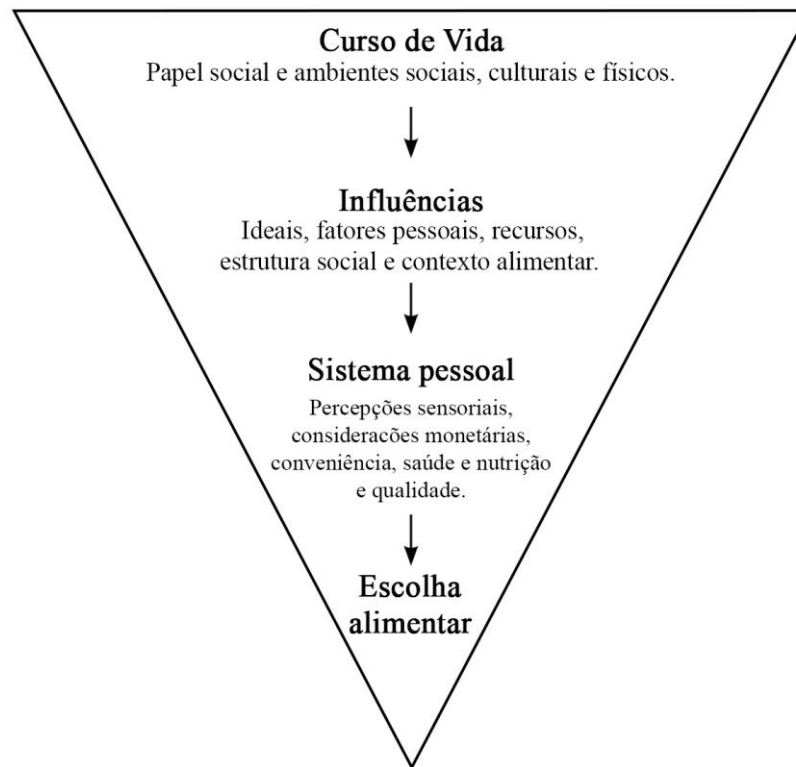 Curso de Vida
Papel social e ambientes sociais, culturais e físicos.
Influências
Ideais, fatores pessoais, recursos,
estrutura social e contexto alimentar.
Sistema pessoal
Percepções sensoriais,
consideracões monetárias,
conveniência, saúde e nutrição
e qualidade.
Escolha
alimentar